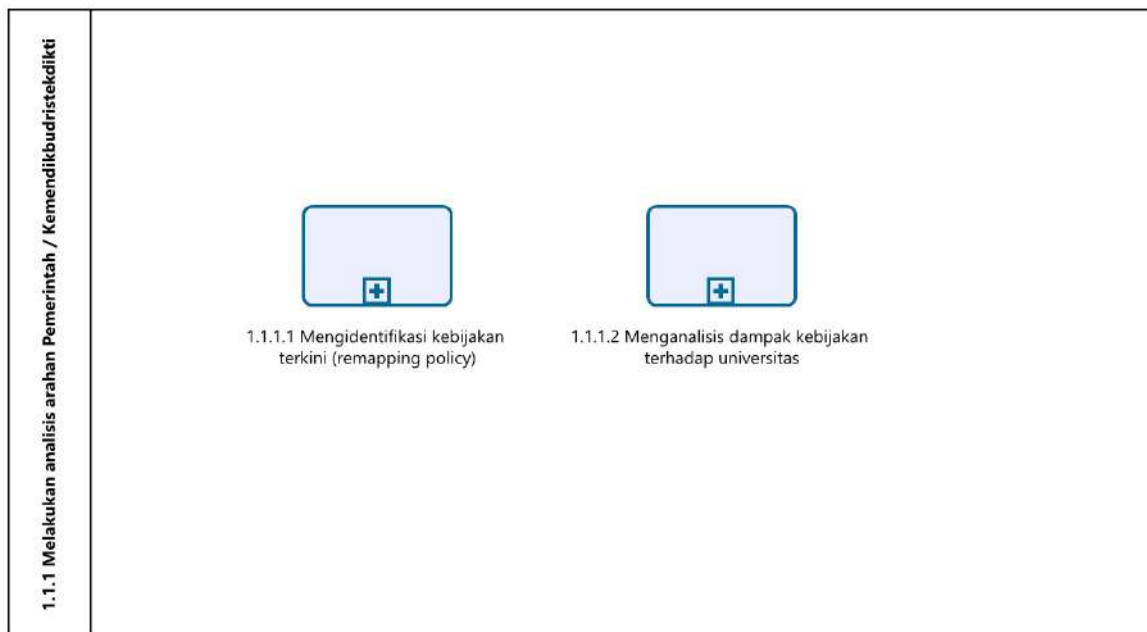 1.1.1 Melakukan analisis arahan Pemerintah / Kemendikbudristekdikti
1.1.1.1 Mengidentifikasi kebijakan
terkini (remapping policy)
1.1.1.2 Menganalisis dampak kebijakan
terhadap universitas